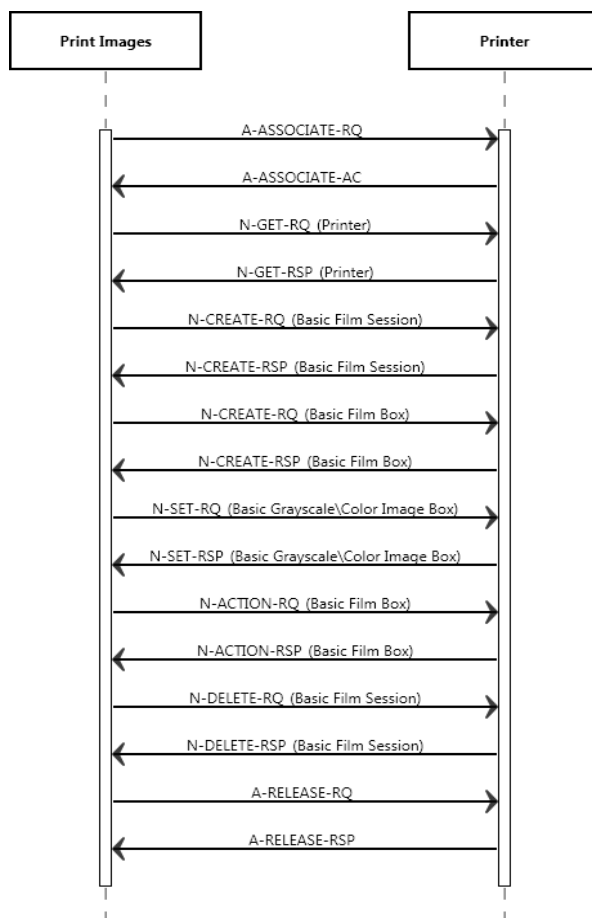 Print Images
Printer
A-ASSOCIATE-RQ
A-ASSOCIATE-AC
N-GET-RQ (Printer)
N-GET-RSP (Printer)
N-CREATE-RQ (Basic Film Session)
N-CREATE-RSP (Basic Film Session)
N-CREATE-RQ (Basic Film Box)
N-CREATE-RSP (Basic Film Box)
N-SET-RQ (Basic Grayscale\Color Image Box)
N-SET-RSP (Basic Grayscale\Color Image Box)
N-ACTION-RQ (Basic Film Box)
N-ACTION-RSP (Basic Film Box)
N-DELETE-RQ (Basic Film Session)
N-DELETE-RSP (Basic Film Session)
A-RELEASE-RQ
A-RELEASE-RSP